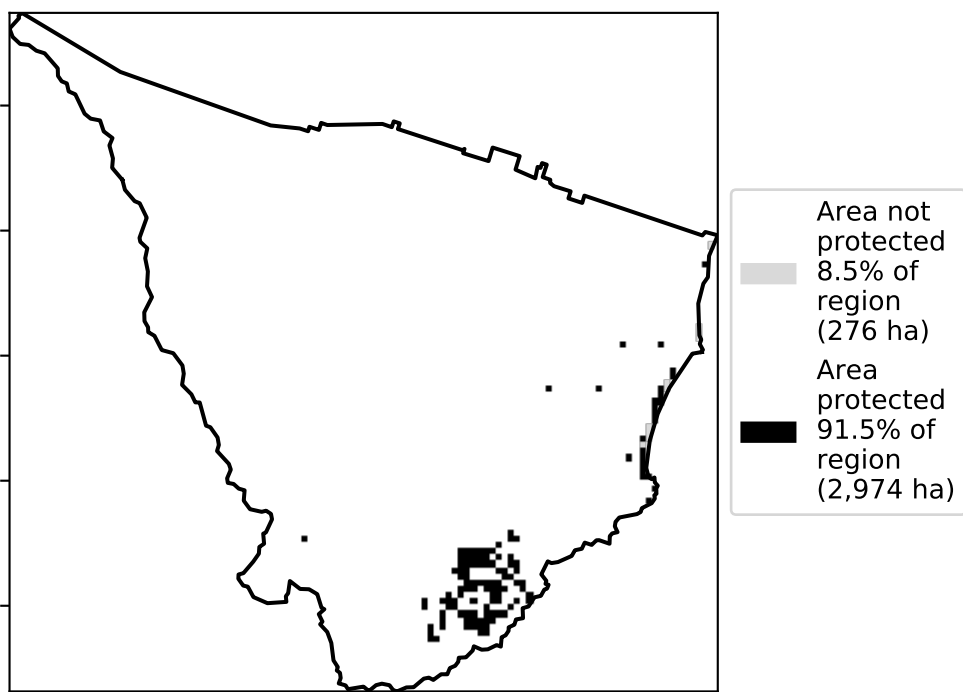 Area not
protected
8.5% of
region
(276 ha)
Area
protected
91.5% of
region
(2,974 ha)